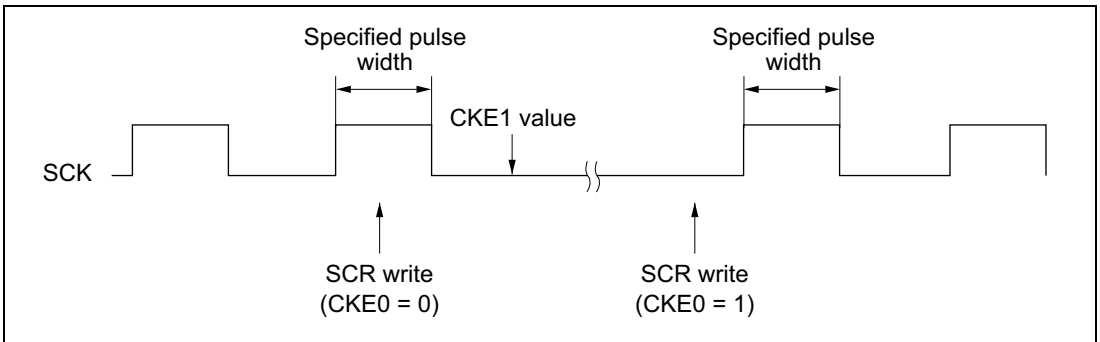 Specified pulse
width
Specified pulse
width
CKE1 value
SCK
SCR write
(CKE0 = 0)
SCR write
(CKE0 = 1)